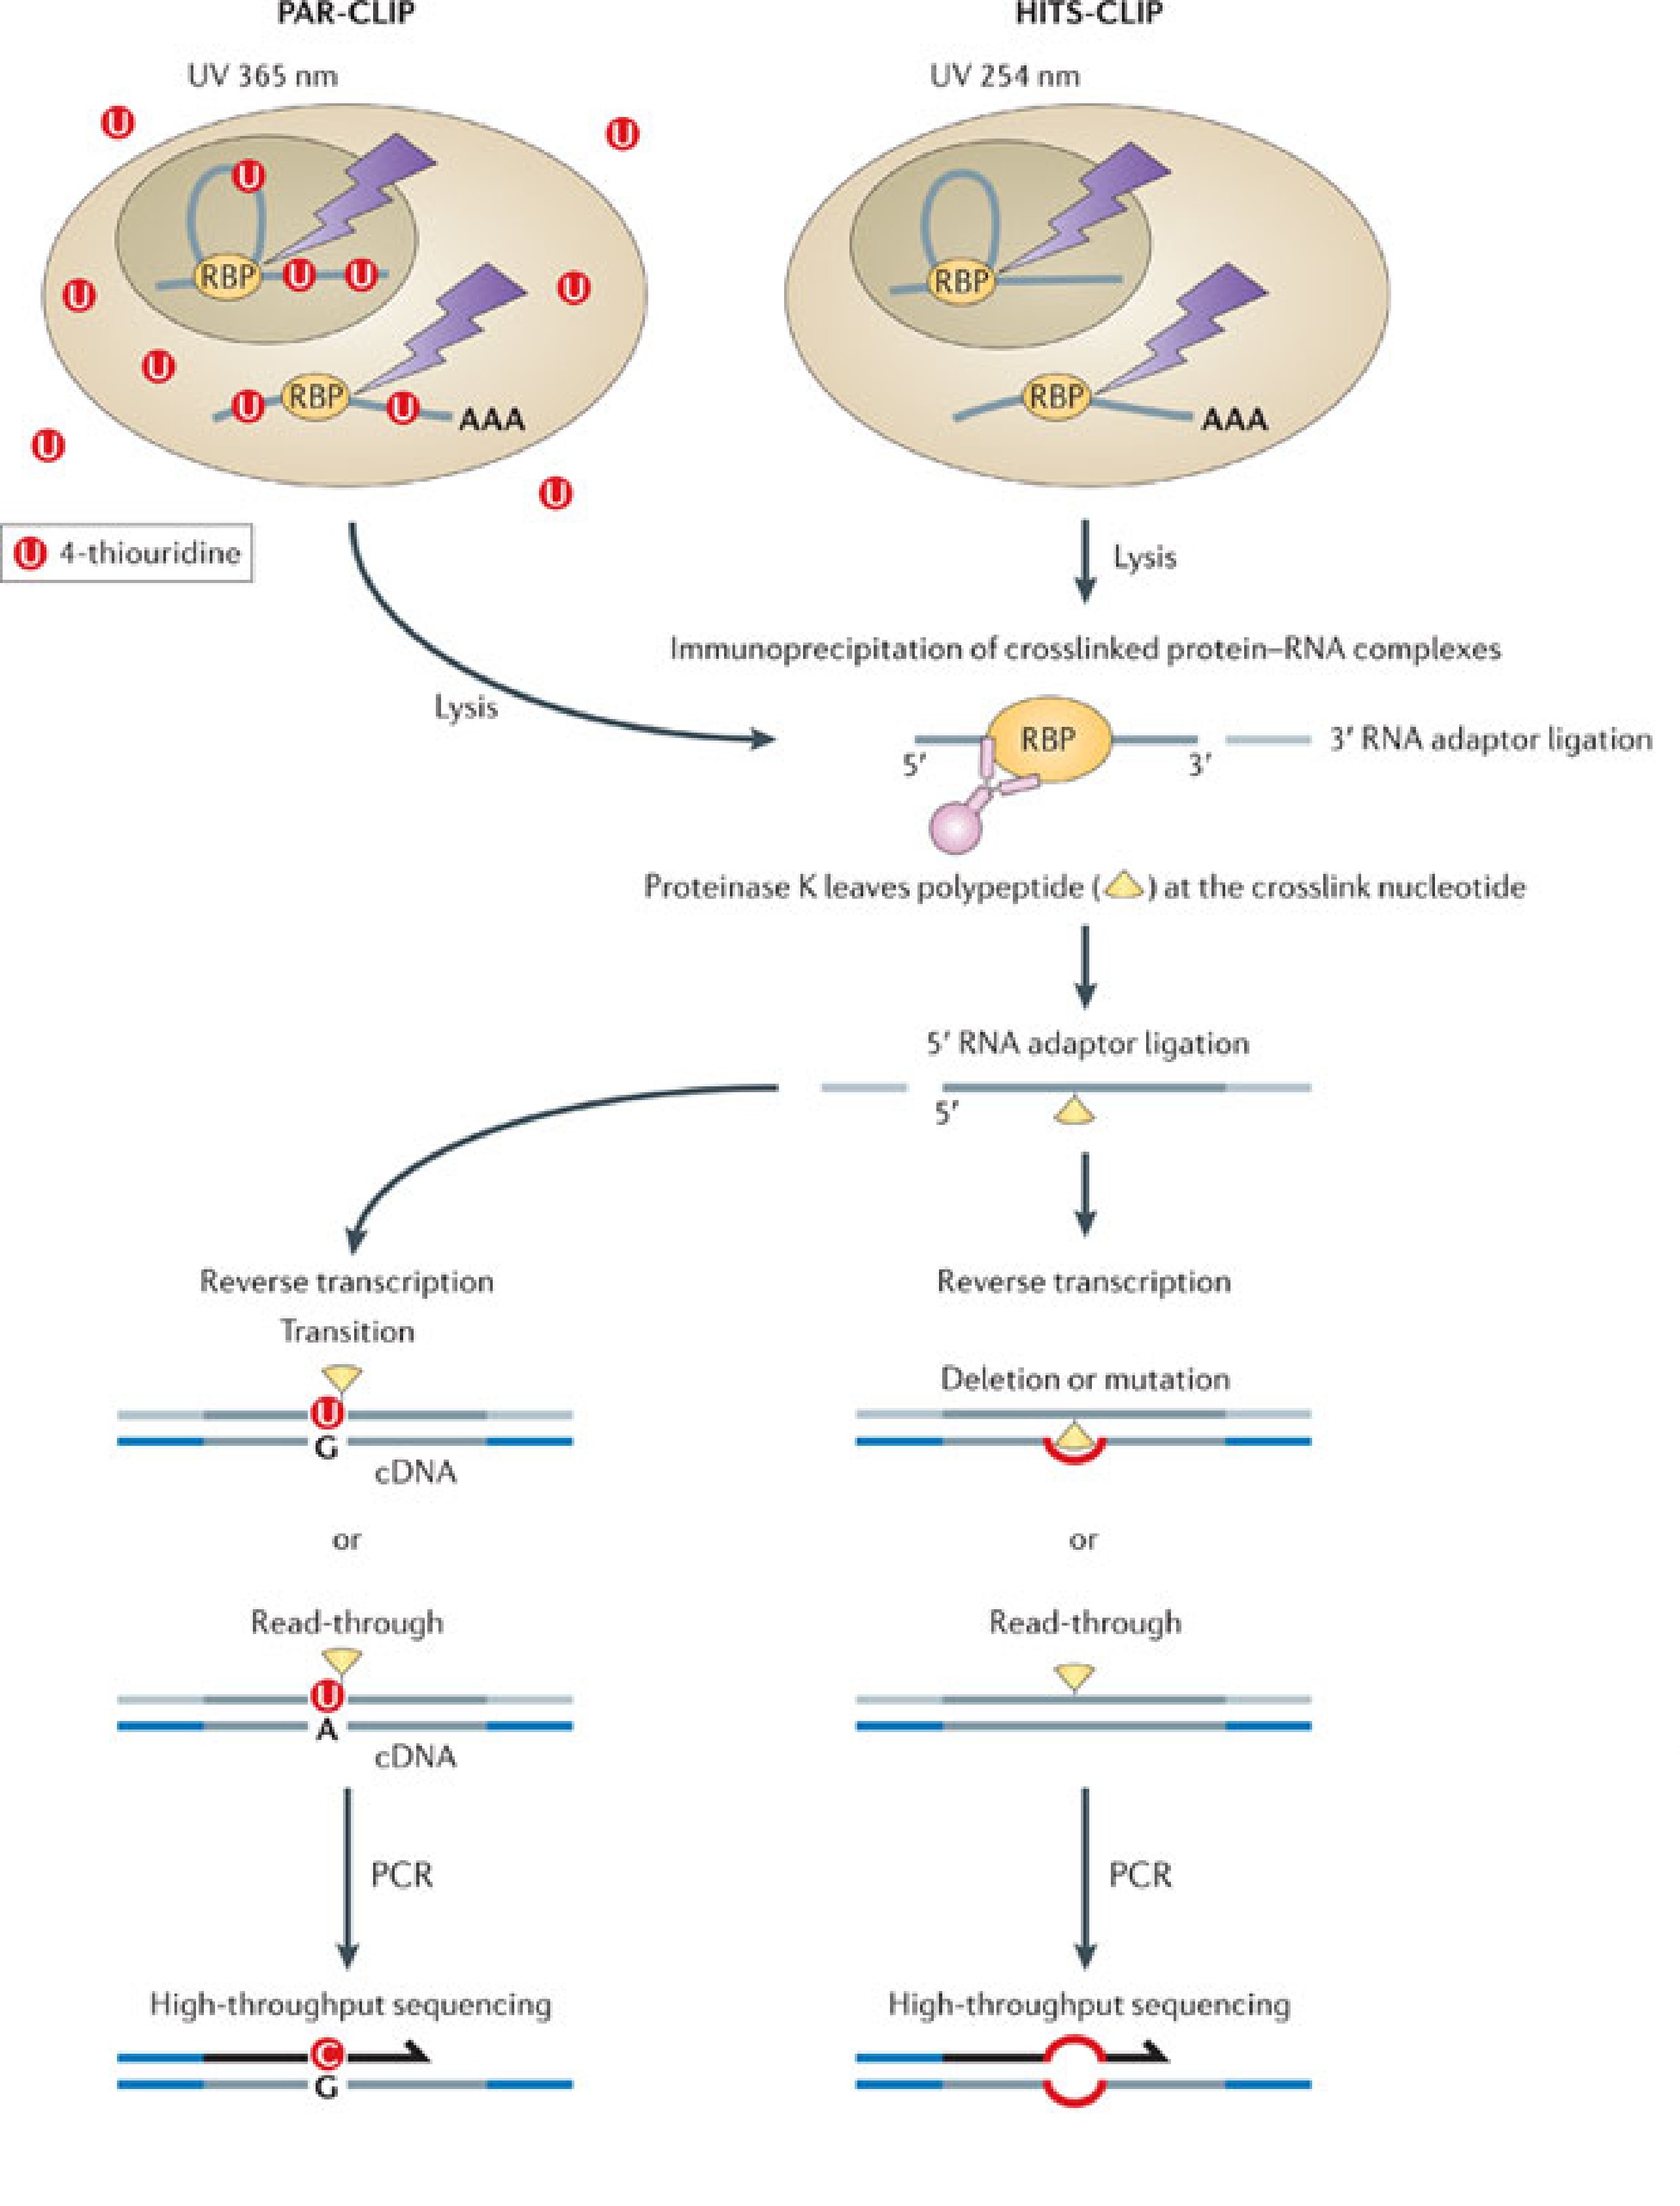 PAR-CLIP
HITS-CLIP
UV 365 nm
UV 254 nm
U
U
U
RBP
U
U
U
U
U
U
RBP
U
AAA
U
U
RBP
RBP
AAA
U 4-thiouridine
Lysis
Lysis
Immunoprecipitation of crosslinked protein–RNA complexes
RBP
5′
3′
3′ RNA adaptor ligation
Proteinase K leaves polypeptide ( ) at the crosslink nucleotide
5′ RNA adaptor ligation
5′
Reverse transcription
Transition
U
G
cDNA
or
Read-through
U
A
cDNA
PCR
High-throughput sequencing
C
G
Reverse transcription
Deletion or mutation
or
Read-through
PCR
High-throughput sequencing